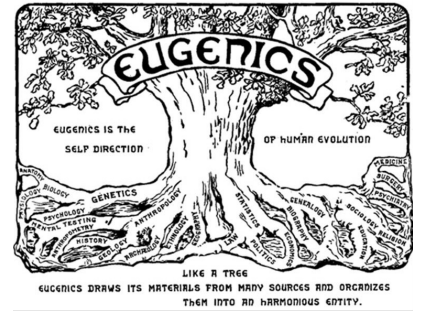 EUGENICS
EUGENICS IS THE
SELF DIRECTION
OF HUMAN EVOLUTION
ANATOMY
PHYSIOLOGY
BIOLOGY
PSYCHOLOGY
GENETICS
MENTAL TESTING
ANTHROPOMETRY
HISTORY
GEOLOGY
ANTHROPOLOGY
ARCHAEOLOGY
ETHNOLOGY
LAW
STATISTICS
POLITICS
ECONOMICS
BIOGRAPHY
GENEALOGY
EDUCATION
SOCIOLOGY
RELIGION
PSYCHIATRY
SURGERY
MEDICINE
LIKE A TREE
EUGENICS DRAWS ITS MATERIALS FROM MANY SOURCES AND ORGANIZES
THEM INTO AN HARMONIOUS ENTITY.